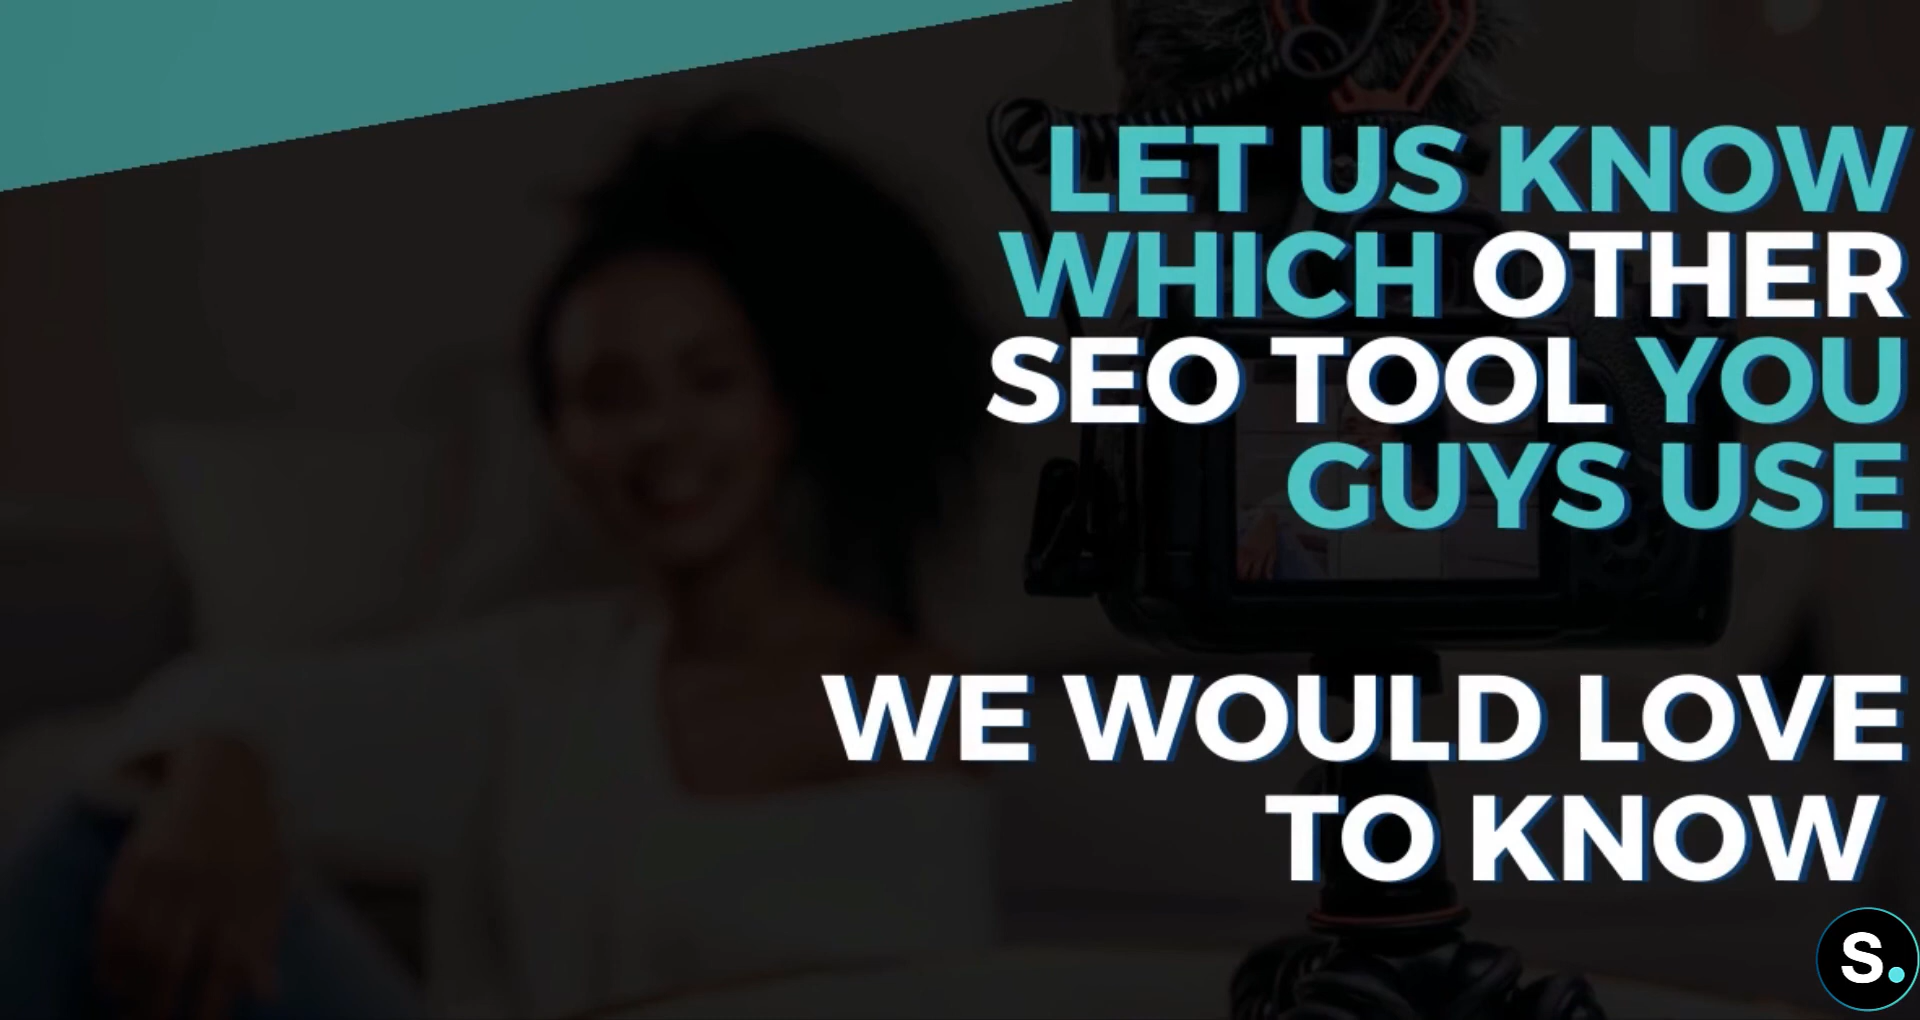 LET US KNOW
WHICH OTHER
SEO TOOL YOU
GUYS USE
WE WOULD LOVE
TO KNOW
S.